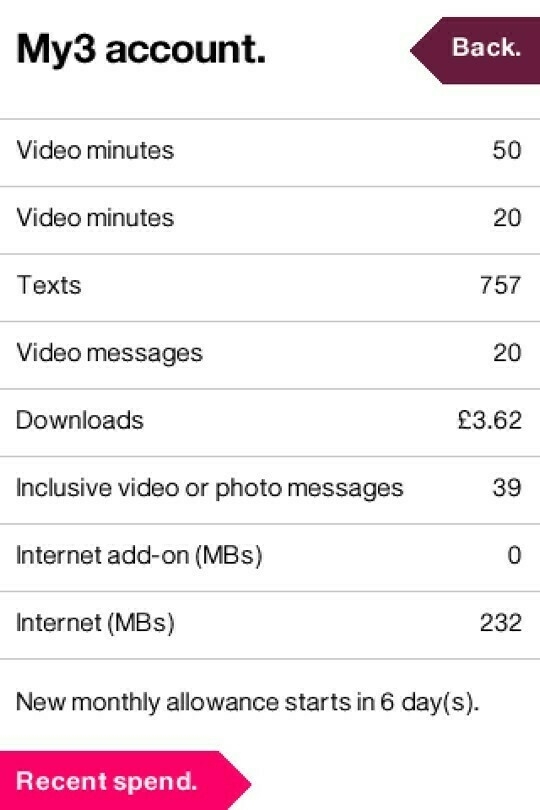 My3 account.
Back.
Video minutes 50
Video minutes 20
Texts 757
Video messages 20
Downloads £3.62
Inclusive video or photo messages 39
Internet add-on (MBs) 0
Internet (MBs) 232
New monthly allowance starts in 6 day(s).
Recent spend.